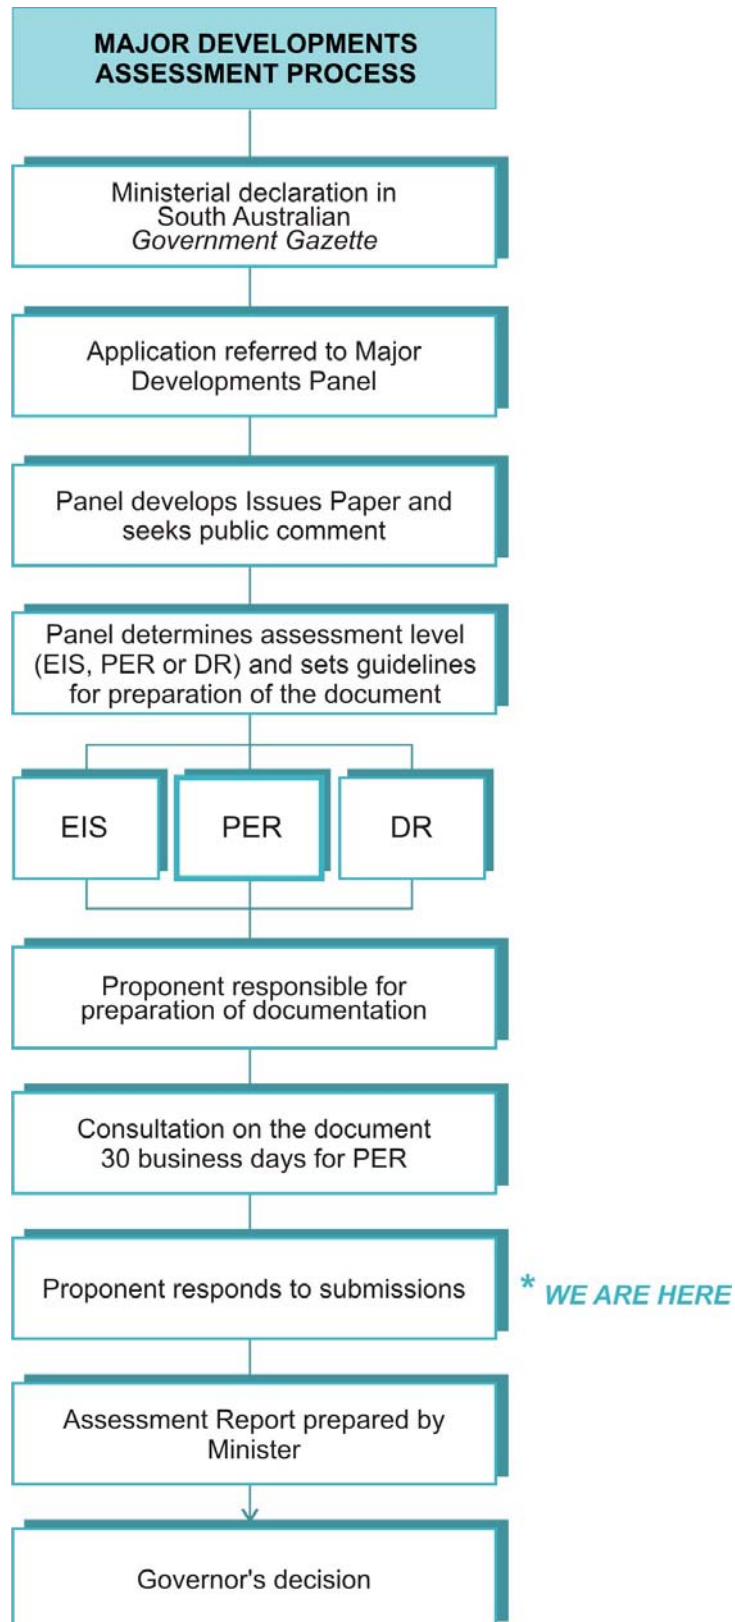 MAJOR DEVELOPMENTS
ASSESSMENT PROCESS
Ministerial declaration in
South Australian
Government Gazette
Application referred to Major
Developments Panel
Panel develops Issues Paper and
seeks public comment
Panel determines assessment level
(EIS, PER or DR) and sets guidelines
for preparation of the document
EIS
PER
DR
Proponent responsible for
preparation of documentation
Consultation on the document
30 business days for PER
Proponent responds to submissions
* WE ARE HERE
Assessment Report prepared by
Minister
Governor's decision